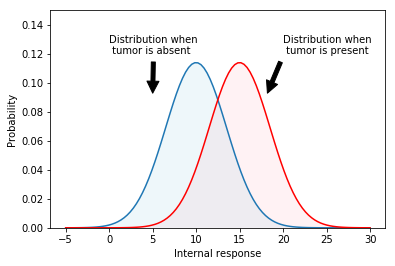 0.14
0.12
0.10
0.08
0.06
0.04
0.02
0.00
Probability
Distribution when
tumor is absent
Distribution when
tumor is present
−5
0
5
10
15
20
25
30
Internal response